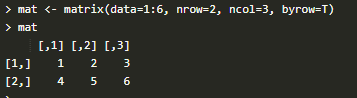 > mat <- matrix(data=1:6, nrow=2, ncol=3, byrow=T)
> mat
     [,1] [,2] [,3]
[1,]    1    2    3
[2,]    4    5    6